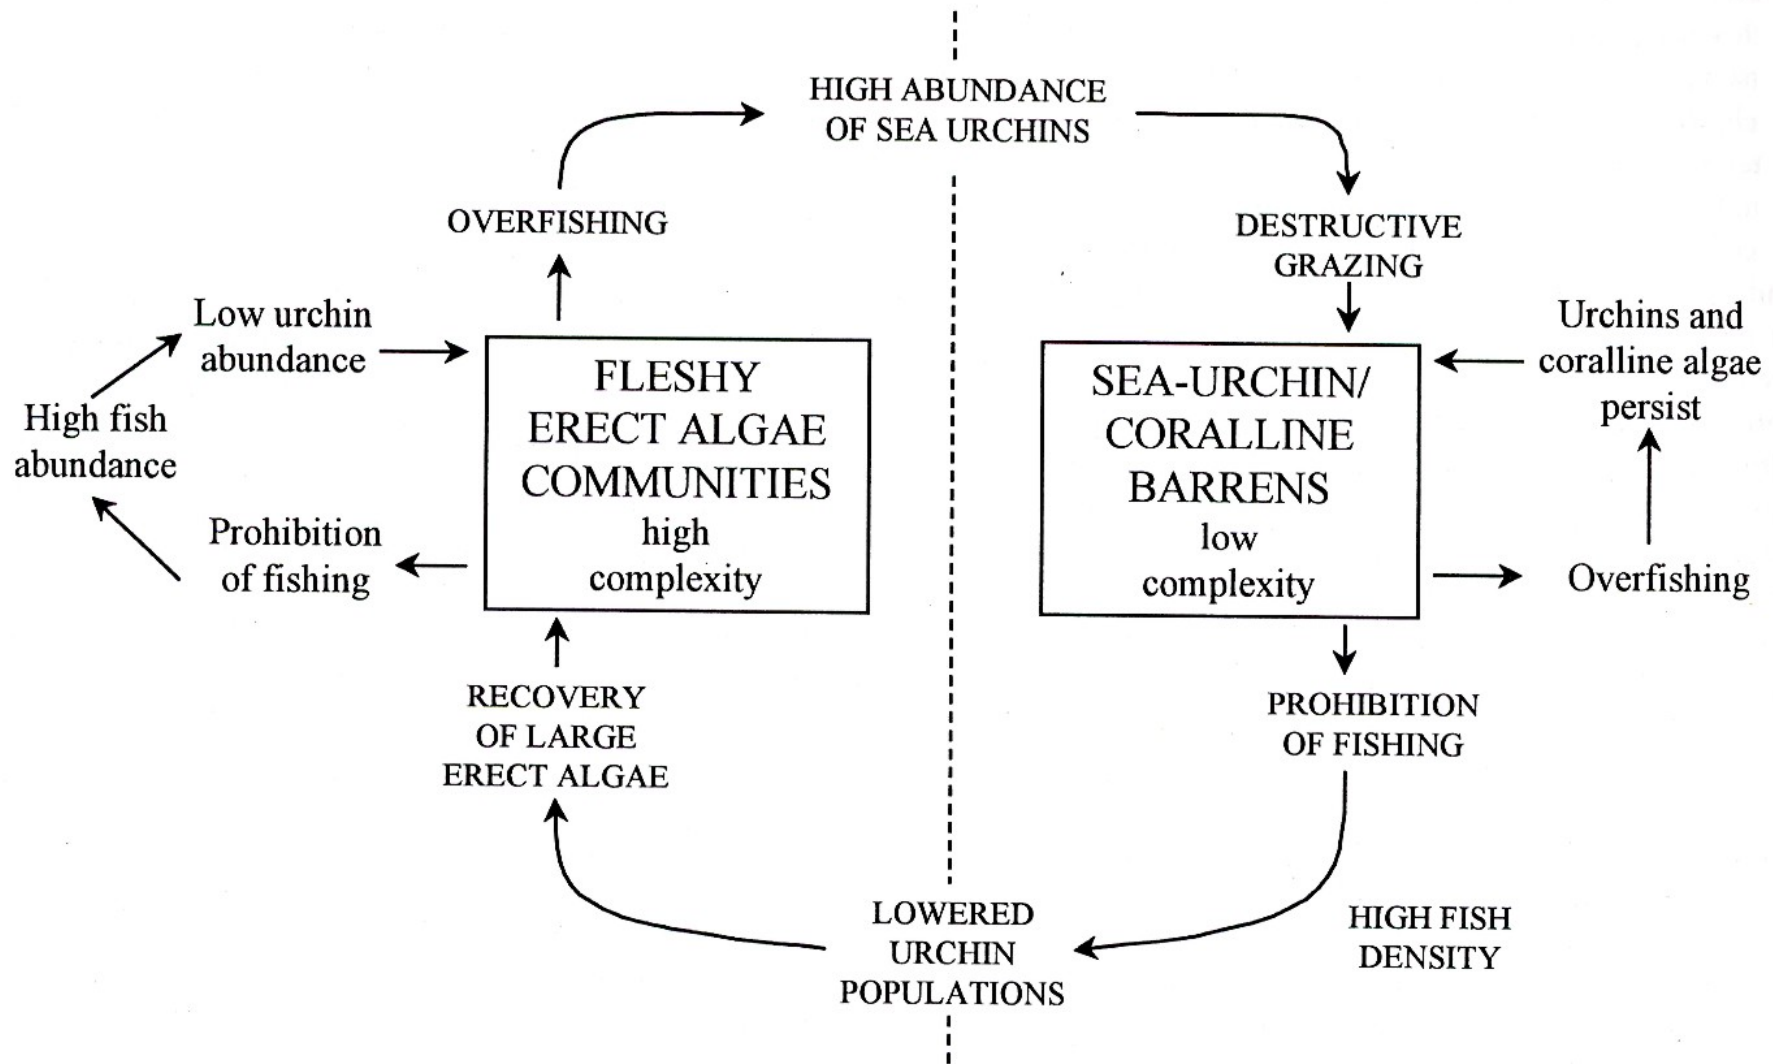 HIGH ABUNDANCE
OF SEA URCHINS
OVERFISHING
DESTRUCTIVE
GRAZING
Low urchin
abundance
High fish
abundance
Prohibition
of fishing
FLESHY
ERECT ALGAE
COMMUNITIES
high
complexity
SEA-URCHIN/
CORALLINE
BARRENS
low
complexity
Urchins and
coralline algae
persist
Overfishing
RECOVERY
OF LARGE
ERECT ALGAE
PROHIBITION
OF FISHING
LOWERED
URCHIN
POPULATIONS
HIGH FISH
DENSITY